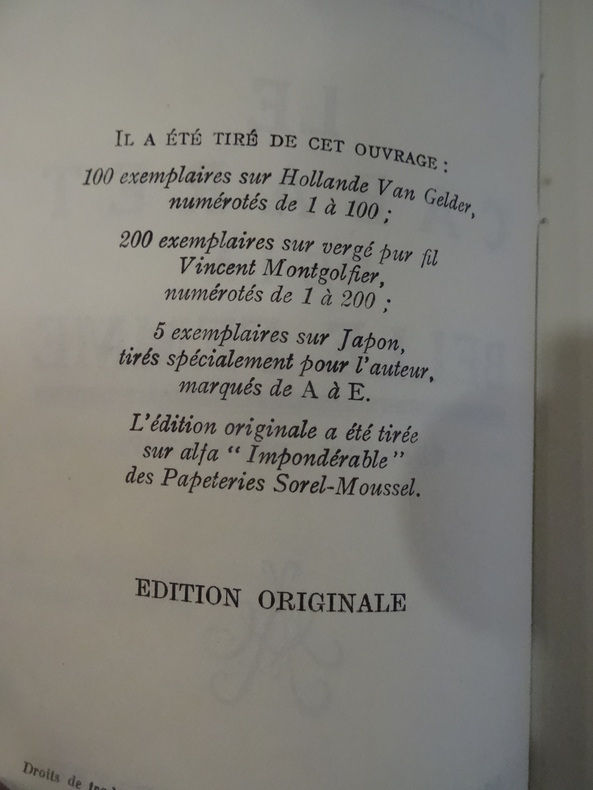 IL A ÉTÉ TIRÉ DE CET OUVRAGE :
100 exemplaires sur Hollande Van Gelder,
numérotés de 1 à 100 ;
200 exemplaires sur vergé pur fil
Vincent Montgolfier,
numérotés de 1 à 200 ;
5 exemplaires sur Japon,
tirés spécialement pour l'auteur,
marqués de A à E.
L'édition originale a été tirée
sur alfa “ Impondérable ”
des Papeteries Sorel-Moussel.
EDITION ORIGINALE
Droits de